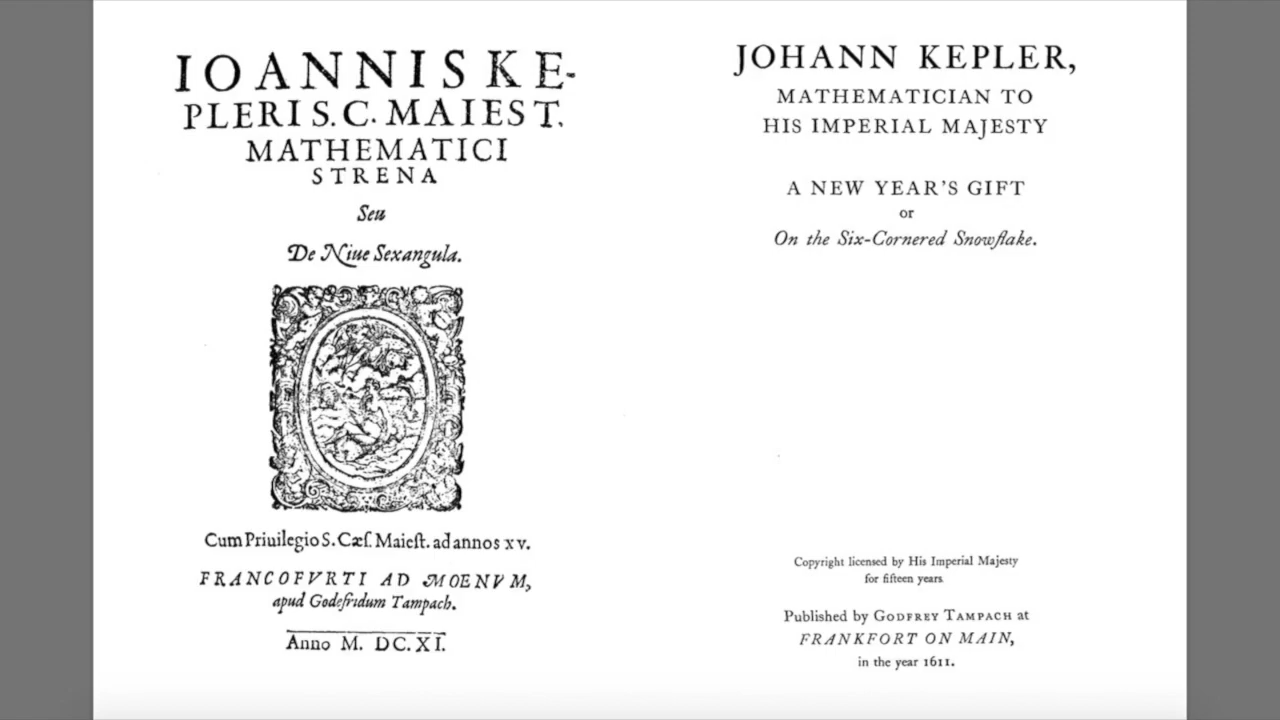 IOANNIS KE-
PLERI S. C. MAIEST.
MATHEMATICI
STRENA
Seu
De Niue Sexangula.
Cum Priuilegio S. Cæſ. Maieſt. ad annos xv.
FRANCOFVRTI AD MOENVM,
apud Godefridum Tampach.
Anno M. DC. XI.
JOHANN KEPLER,
MATHEMATICIAN TO
HIS IMPERIAL MAJESTY
A NEW YEAR'S GIFT
or
On the Six-Cornered Snowflake.
Copyright licensed by His Imperial Majesty
for fifteen years
Published by GODFREY TAMPACH at
FRANKFORT ON MAIN,
in the year 1611.